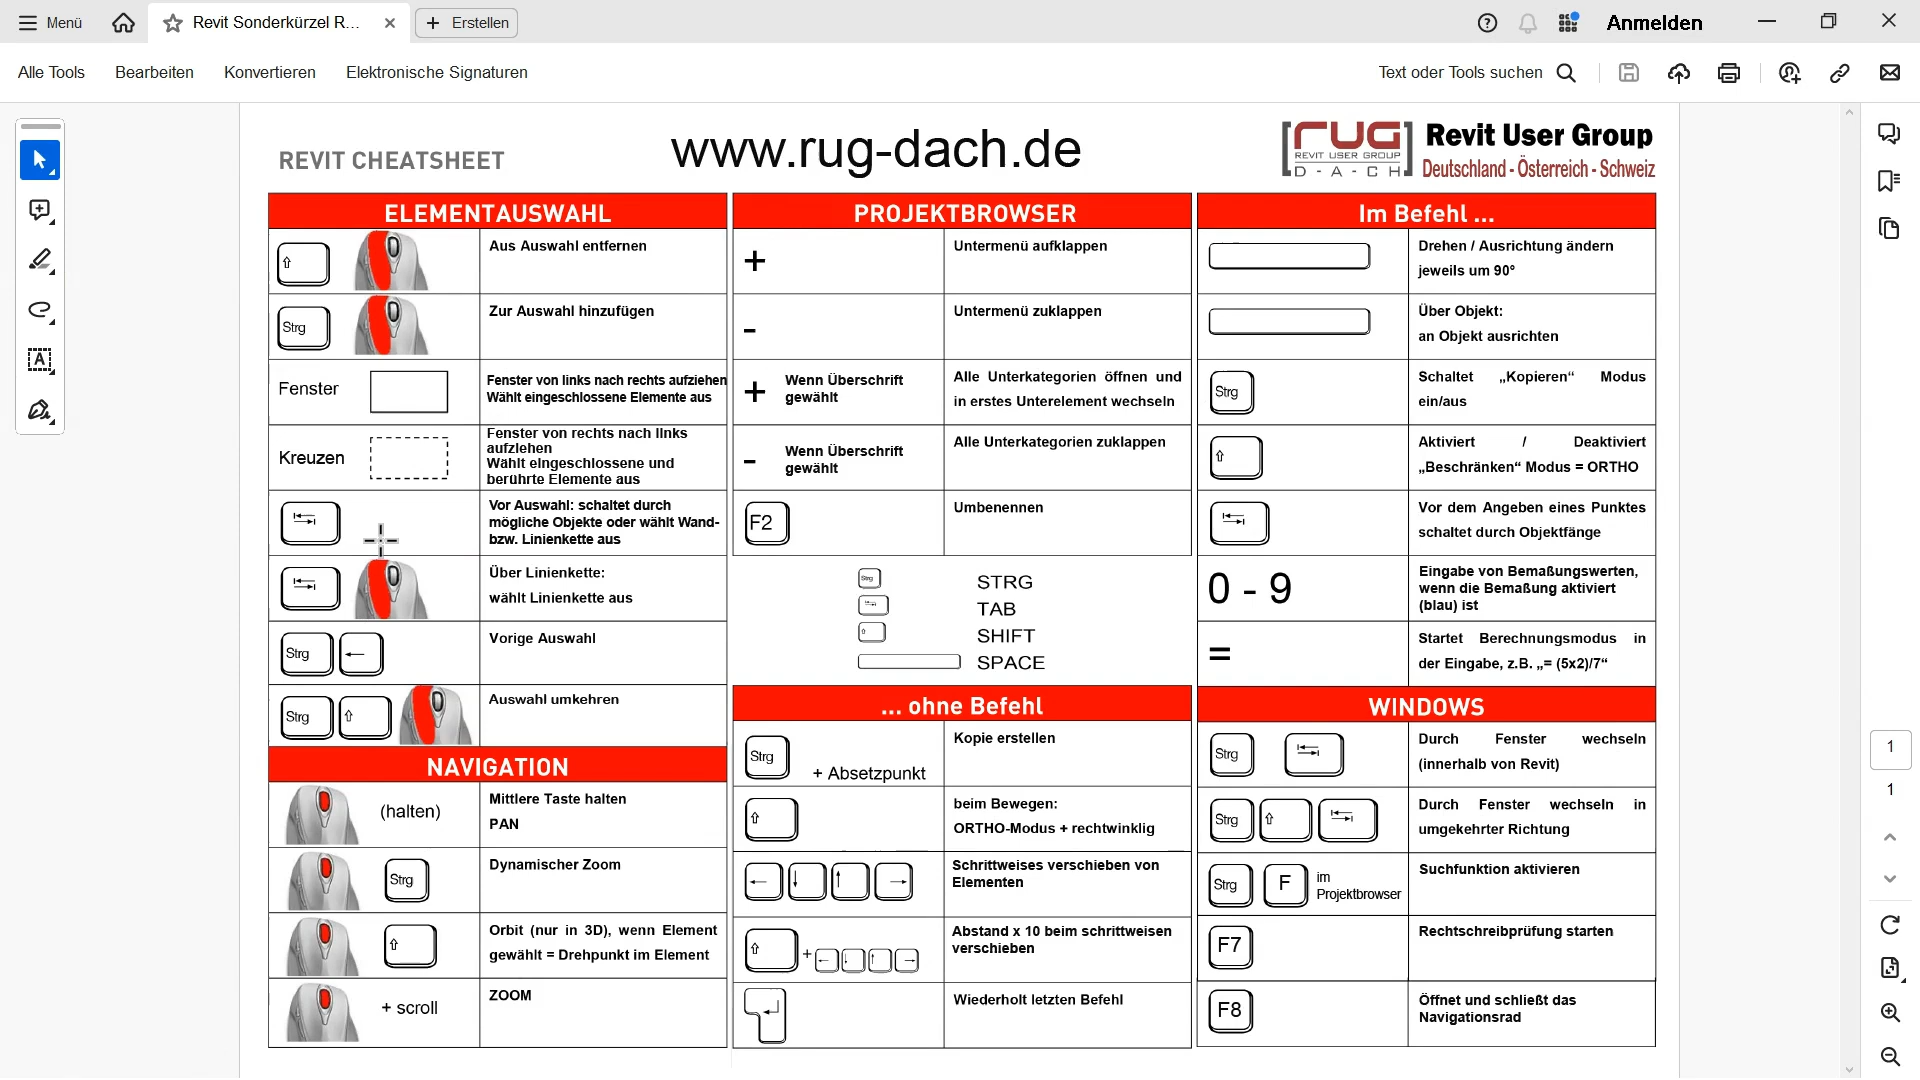 Menü
Revit Sonderkürzel R...
Erstellen
Anmelden
Alle Tools
Bearbeiten
Konvertieren
Elektronische Signaturen
Text oder Tools suchen
REVIT CHEATSHEET
www.rug-dach.de
[RUG]
REVIT USER GROUP
D - A - C H
Revit User Group
Deutschland - Österreich - Schweiz
ELEMENTAUSWAHL
Aus Auswahl entfernen
Strg
Zur Auswahl hinzufügen
Fenster
Fenster von links nach rechts aufziehen
Wählt eingeschlossene Elemente aus
Kreuzen
Fenster von rechts nach links
aufziehen
Wählt eingeschlossene und
berührte Elemente aus
Vor Auswahl: schaltet durch
mögliche Objekte oder wählt Wand-
bzw. Linienkette aus
Über Linienkette:
wählt Linienkette aus
Strg
Vorige Auswahl
Strg
Auswahl umkehren
NAVIGATION
(halten)
Mittlere Taste halten
PAN
Strg
Dynamischer Zoom
Orbit (nur in 3D), wenn Element
gewählt = Drehpunkt im Element
+ scroll
ZOOM
PROJEKTBROWSER
+
Untermenü aufklappen
-
Untermenü zuklappen
+
Wenn Überschrift
gewählt
Alle Unterkategorien öffnen und
in erstes Unterelement wechseln
-
Wenn Überschrift
gewählt
Alle Unterkategorien zuklappen
F2
Umbenennen
Strg
STRG
TAB
SHIFT
SPACE
... ohne Befehl
Strg
+ Absetzpunkt
Kopie erstellen
beim Bewegen:
ORTHO-Modus + rechtwinklig
Schrittweises verschieben von
Elementen
+
Abstand x 10 beim schrittweisen
verschieben
Wiederholt letzten Befehl
Im Befehl ...
Drehen / Ausrichtung ändern
jeweils um 90°
Über Objekt:
an Objekt ausrichten
Strg
Schaltet „Kopieren“ Modus
ein/aus
Aktiviert / Deaktiviert
„Beschränken“ Modus = ORTHO
Vor dem Angeben eines Punktes
schaltet durch Objektfänge
0 - 9
Eingabe von Bemaßungswerten,
wenn die Bemaßung aktiviert
(blau) ist
=
Startet Berechnungsmodus in
der Eingabe, z.B. „= (5x2)/7“
WINDOWS
Strg
Durch Fenster wechseln
(innerhalb von Revit)
Strg
Durch Fenster wechseln in
umgekehrter Richtung
Strg F im
Projektbrowser
Suchfunktion aktivieren
F7
Rechtschreibprüfung starten
F8
Öffnet und schließt das
Navigationsrad
1
1